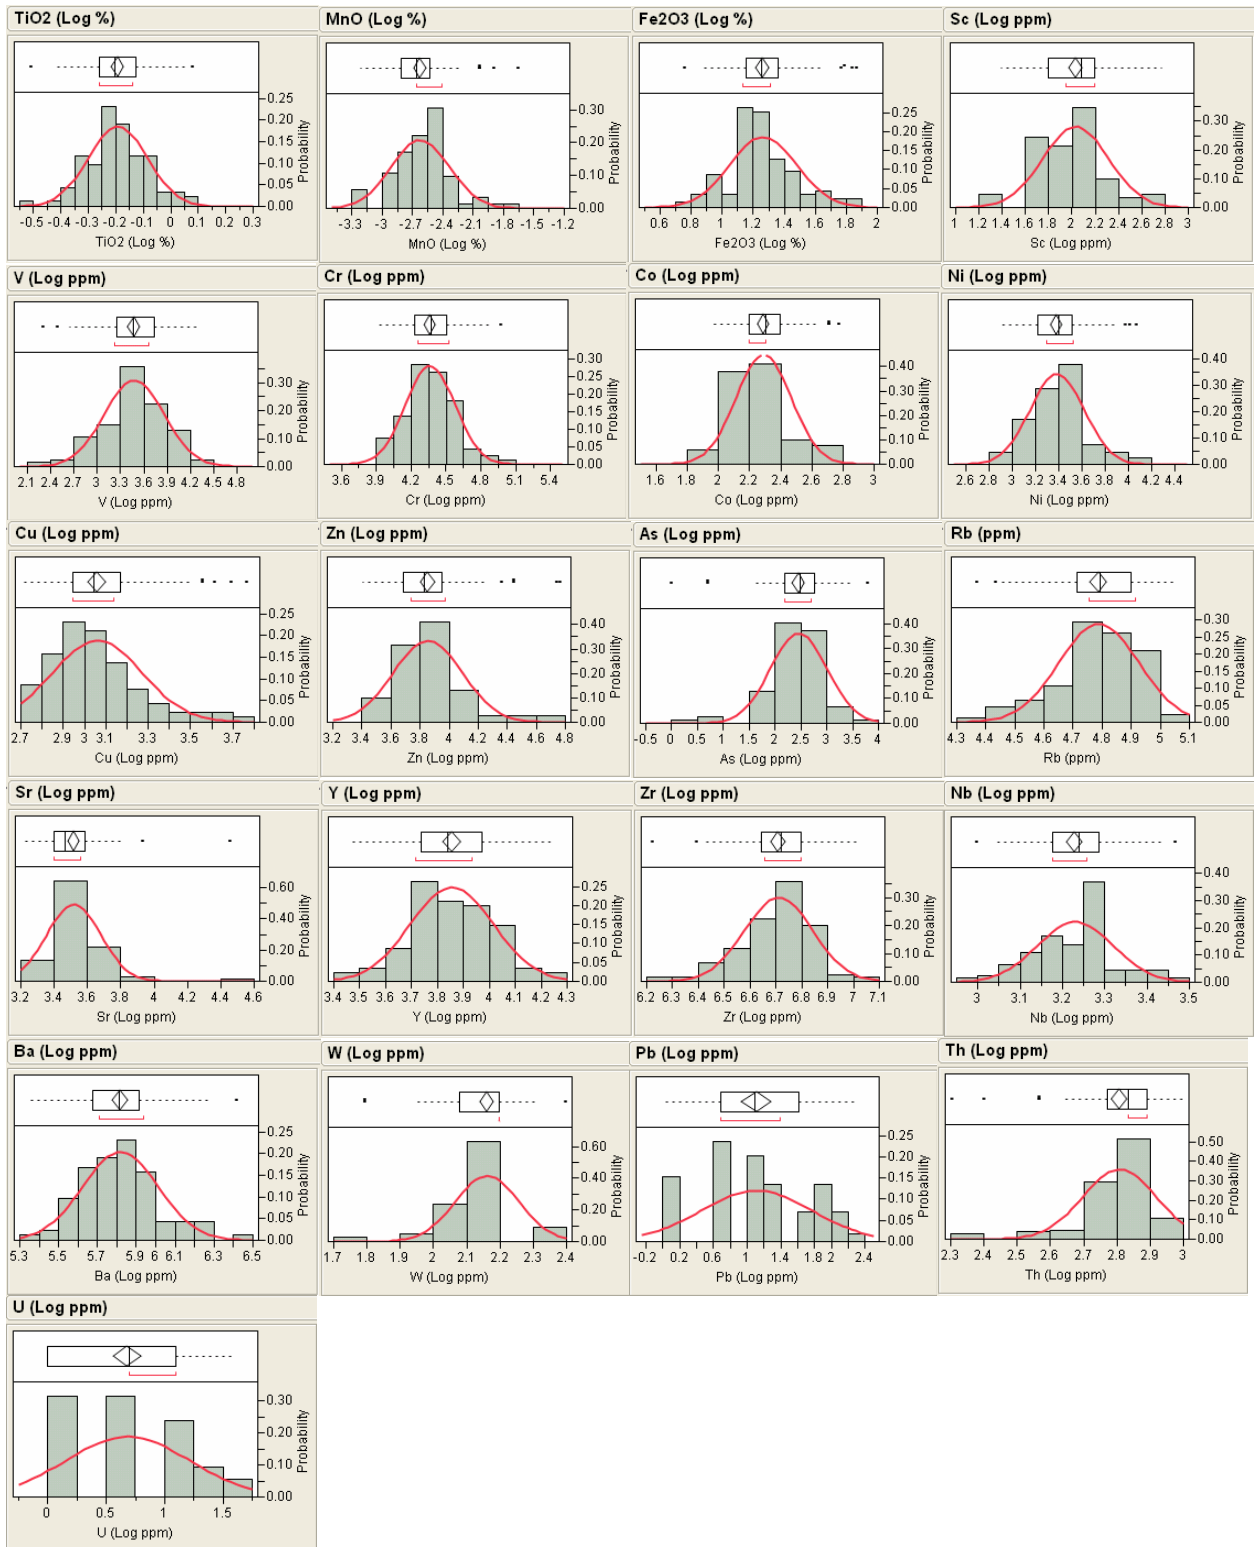 TiO2 (Log %)
MnO (Log %)
Fe2O3 (Log %)
Sc (Log ppm)
0.25
0.20
0.15
0.10
0.05
0.00
Probability
-0.5 -0.3 -0.1 0 0.1 0.2 0.3
TiO2 (Log %)
0.30
0.20
0.10
0.00
Probability
-3.3 -3 -2.7 -2.4 -2.1 -1.8 -1.5 -1.2
MnO (Log %)
0.25
0.20
0.15
0.10
0.05
0.00
Probability
0.6 0.8 1 1.2 1.4 1.6 1.8 2
Fe2O3 (Log %)
0.30
0.20
0.10
0.00
Probability
1 1.2 1.4 1.6 1.8 2 2.2 2.4 2.6 2.8 3
Sc (Log ppm)
V (Log ppm)
Cr (Log ppm)
Co (Log ppm)
Ni (Log ppm)
0.30
0.20
0.10
0.00
Probability
2.1 2.4 2.7 3 3.3 3.6 3.9 4.2 4.5 4.8
V (Log ppm)
0.30
0.25
0.20
0.15
0.10
0.05
0.00
Probability
3.6 3.9 4.2 4.5 4.8 5.1 5.4
Cr (Log ppm)
0.40
0.30
0.20
0.10
0.00
Probability
1.6 1.8 2 2.2 2.4 2.6 2.8 3
Co (Log ppm)
0.40
0.30
0.20
0.10
0.00
Probability
2.6 2.8 3 3.2 3.4 3.6 3.8 4 4.2 4.4
Ni (Log ppm)
Cu (Log ppm)
Zn (Log ppm)
As (Log ppm)
Rb (ppm)
0.25
0.20
0.15
0.10
0.05
0.00
Probability
2.7 2.9 3 3.1 3.3 3.5 3.7
Cu (Log ppm)
0.40
0.30
0.20
0.10
0.00
Probability
3.2 3.4 3.6 3.8 4 4.2 4.4 4.6 4.8
Zn (Log ppm)
0.40
0.30
0.20
0.10
0.00
Probability
-0.5 0 0.5 1 1.5 2 2.5 3 3.5 4
As (Log ppm)
0.30
0.25
0.20
0.15
0.10
0.05
0.00
Probability
4.3 4.4 4.5 4.6 4.7 4.8 4.9 5 5.1
Rb (ppm)
Sr (Log ppm)
Y (Log ppm)
Zr (Log ppm)
Nb (Log ppm)
0.60
0.40
0.20
0.00
Probability
3.2 3.4 3.6 3.8 4 4.2 4.4 4.6
Sr (Log ppm)
0.25
0.20
0.15
0.10
0.05
0.00
Probability
3.4 3.5 3.6 3.7 3.8 3.9 4 4.1 4.2 4.3
Y (Log ppm)
0.30
0.20
0.10
0.00
Probability
6.2 6.3 6.4 6.5 6.6 6.7 6.8 6.9 7 7.1
Zr (Log ppm)
0.40
0.30
0.20
0.10
0.00
Probability
3 3.1 3.2 3.3 3.4 3.5
Nb (Log ppm)
Ba (Log ppm)
W (Log ppm)
Pb (Log ppm)
Th (Log ppm)
0.25
0.20
0.15
0.10
0.05
0.00
Probability
5.3 5.5 5.7 5.9 6.1 6.3 6.5
Ba (Log ppm)
0.60
0.40
0.20
0.00
Probability
1.7 1.8 1.9 2 2.1 2.2 2.3 2.4
W (Log ppm)
0.25
0.20
0.15
0.10
0.05
0.00
Probability
-0.2 0.2 0.6 1 1.4 1.8 2 2.4
Pb (Log ppm)
0.50
0.40
0.30
0.20
0.10
0.00
Probability
2.3 2.4 2.5 2.6 2.7 2.8 2.9 3
Th (Log ppm)
U (Log ppm)
0.30
0.20
0.10
0.00
Probability
0 0.5 1 1.5
U (Log ppm)